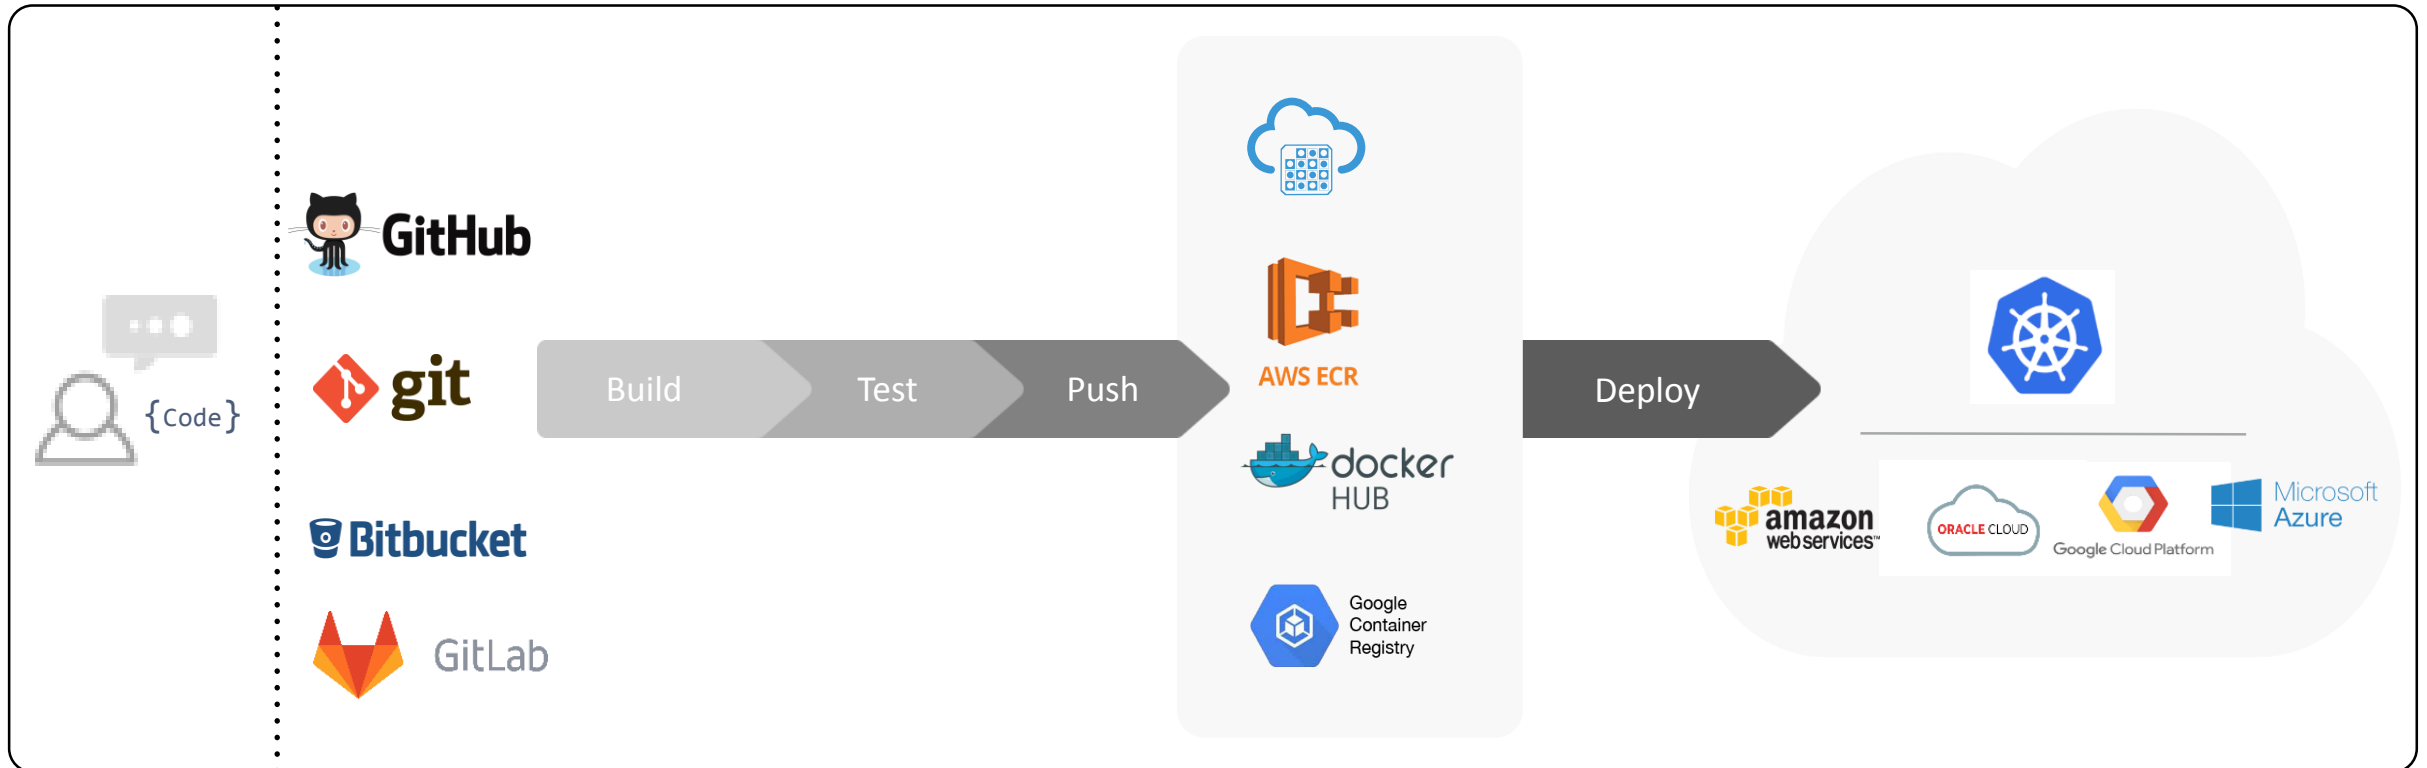 {Code}
GitHub
git
Bitbucket
GitLab
Build
Test
Push
AWS ECR
docker
HUB
Google
Container
Registry
Deploy
amazon
web services™
ORACLE CLOUD
Google Cloud Platform
Microsoft
Azure